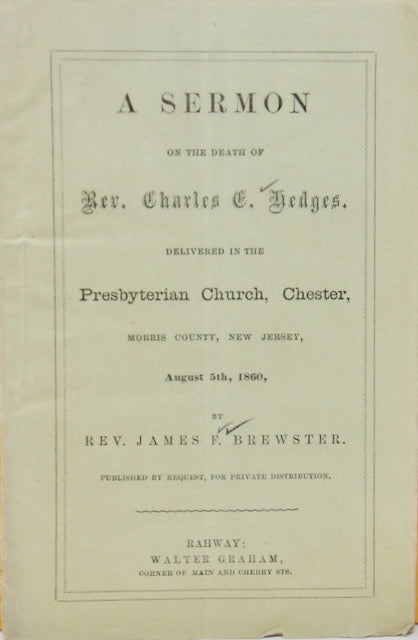 A SERMON
ON THE DEATH OF
Rev. Charles E. Hedges,
DELIVERED IN THE
Presbyterian Church, Chester,
MORRIS COUNTY, NEW JERSEY,
August 5th, 1860,
BY
REV. JAMES F. BREWSTER.
PUBLISHED BY REQUEST, FOR PRIVATE DISTRIBUTION.
RAHWAY:
WALTER GRAHAM,
CORNER OF MAIN AND CHERRY STS.